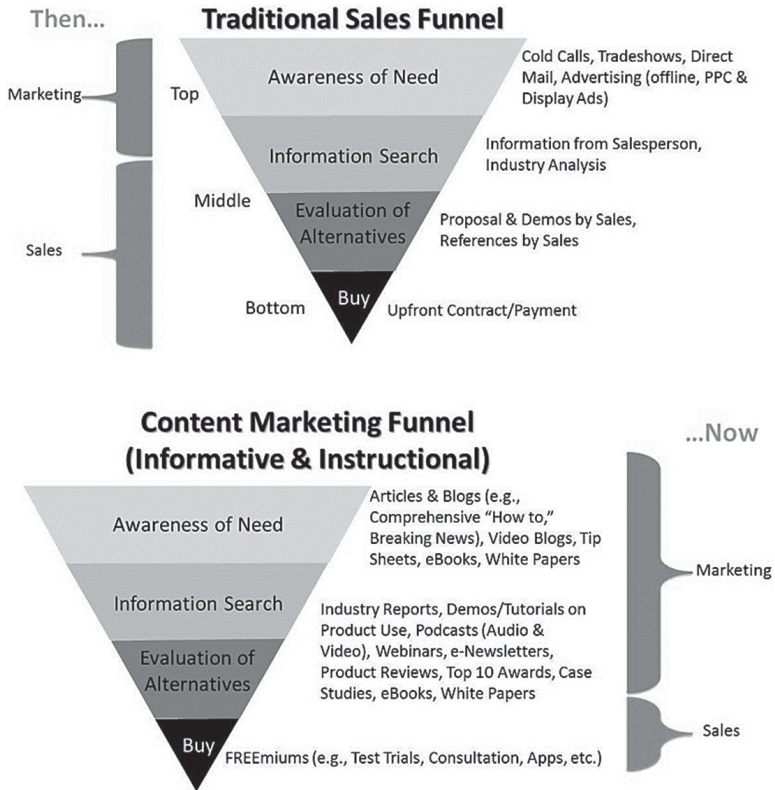 Then...
Traditional Sales Funnel
Marketing
Top
Awareness of Need
Cold Calls, Tradeshows, Direct
Mail, Advertising (offline, PPC &
Display Ads)
Information Search
Information from Salesperson,
Industry Analysis
Middle
Sales
Evaluation of
Alternatives
Proposal & Demos by Sales,
References by Sales
Bottom
Buy
Upfront Contract/Payment
Content Marketing Funnel
(Informative & Instructional)
...Now
Awareness of Need
Articles & Blogs (e.g.,
Comprehensive “How to,”
Breaking News), Video Blogs, Tip
Sheets, eBooks, White Papers
Marketing
Information Search
Industry Reports, Demos/Tutorials on
Product Use, Podcasts (Audio &
Video), Webinars, e-Newsletters,
Product Reviews, Top 10 Awards, Case
Studies, eBooks, White Papers
Evaluation of
Alternatives
Sales
Buy
FREEmiums (e.g., Test Trials, Consultation, Apps, etc.)